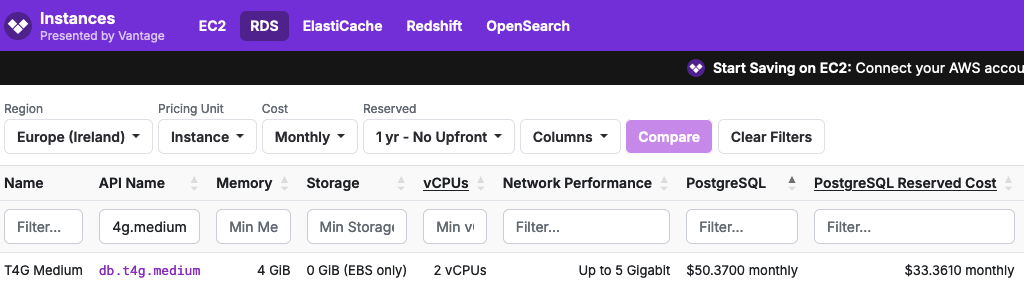 Instances
Presented by Vantage
EC2 RDS ElastiCache Redshift OpenSearch
Start Saving on EC2: Connect your AWS accou
Region Pricing Unit Cost Reserved
Europe (Ireland) Instance Monthly 1 yr - No Upfront Columns Compare Clear Filters
Name API Name Memory Storage vCPUs Network Performance PostgreSQL PostgreSQL Reserved Cost
Filter... 4g.medium Min Me Min Storage Min v Filter... Filter... Filter...
T4G Medium db.t4g.medium 4 GiB 0 GiB (EBS only) 2 vCPUs Up to 5 Gigabit $50.3700 monthly $33.3610 monthly